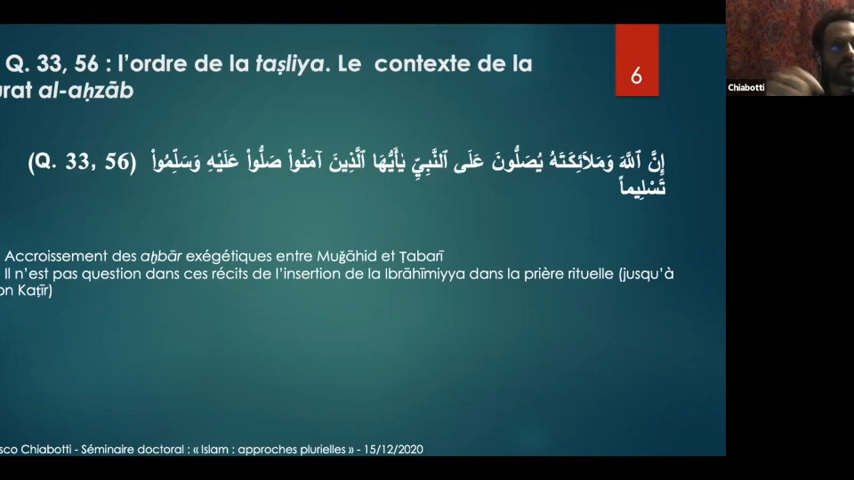 Q. 33, 56 : l’ordre de la taṣliya. Le contexte de la
urat al-aḥzāb
6
Chiabotti
إِنَّ ٱللَّهَ وَمَلاَئِكَتَهُ يُصَلُّونَ عَلَى ٱلنَّبِيِّ يٰأَيُّهَا ٱلَّذِينَ آمَنُواْ صَلُّواْ عَلَيْهِ وَسَلِّمُواْ (Q. 33, 56)
تَسْلِيماً
Accroissement des aḫbār exégétiques entre Muǧāhid et Ṭabarī
Il n’est pas question dans ces récits de l’insertion de la Ibrāhīmiyya dans la prière rituelle (jusqu’à
on Kaṯīr)
sco Chiabotti - Séminaire doctoral : « Islam : approches plurielles » - 15/12/2020